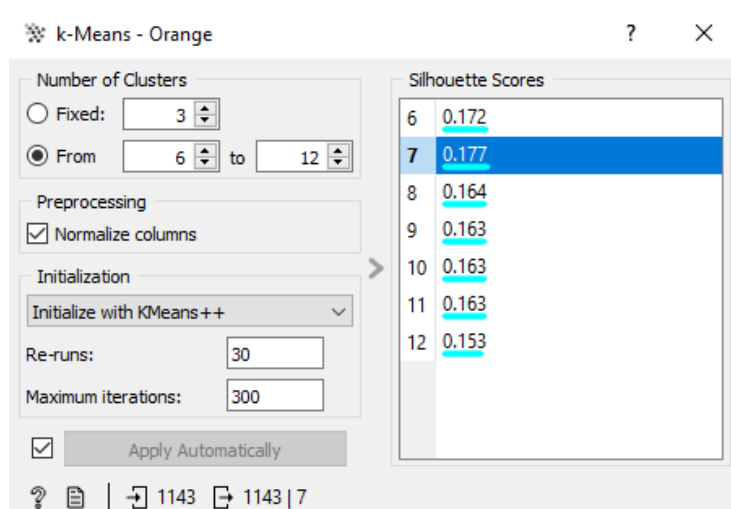 k-Means - Orange ? ×
Number of Clusters
Fixed: 3
From 6 to 12
Preprocessing
Normalize columns
Initialization
Initialize with KMeans++
Re-runs: 30
Maximum iterations: 300
Apply Automatically
? 1143 1143 | 7
Silhouette Scores
6 0.172
7 0.177
8 0.164
9 0.163
10 0.163
11 0.163
12 0.153